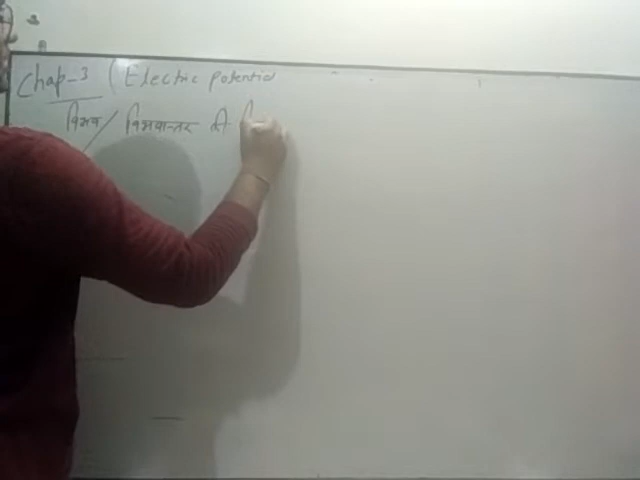 Chap-3 (Electric potential
विभव / विभवान्तर की